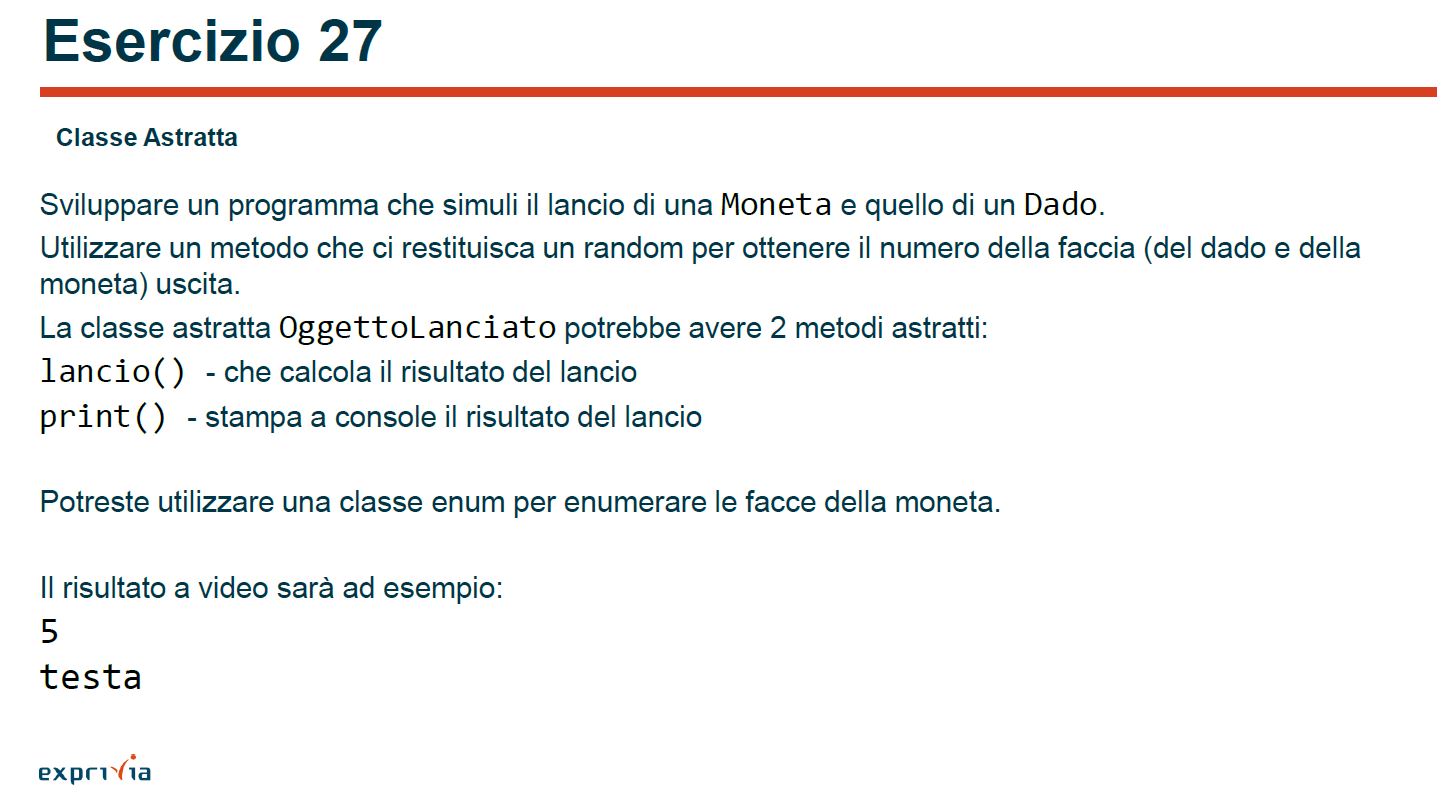 Esercizio 27
Classe Astratta
Sviluppare un programma che simuli il lancio di una Moneta e quello di un Dado.
Utilizzare un metodo che ci restituisca un random per ottenere il numero della faccia (del dado e della
moneta) uscita.
La classe astratta OggettoLanciato potrebbe avere 2 metodi astratti:
lancio() - che calcola il risultato del lancio
print() - stampa a console il risultato del lancio
Potreste utilizzare una classe enum per enumerare le facce della moneta.
Il risultato a video sarà ad esempio:
5
testa
exprivia